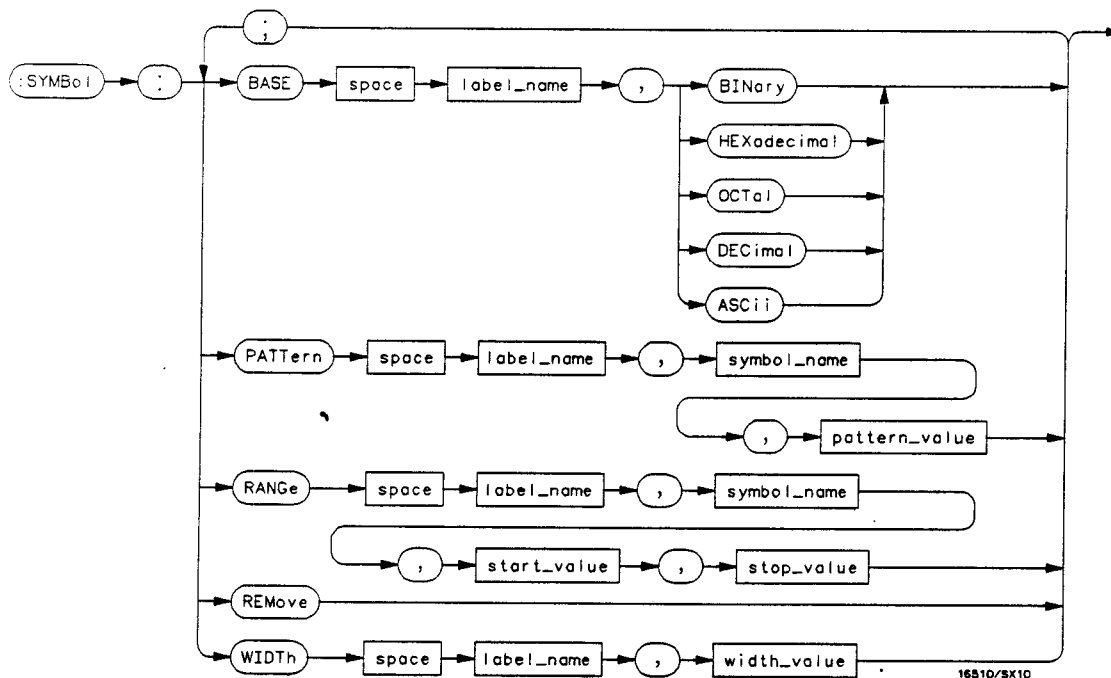 ;
:SYMBol : BASE space label_name , BINary
HEXadecimal
OCTal
DECimal
ASCii
PATTern space label_name , symbol_name
, pattern_value
RANGe space label_name , symbol_name
, start_value , stop_value
REMove
WIDTh space label_name , width_value
16510/SX10